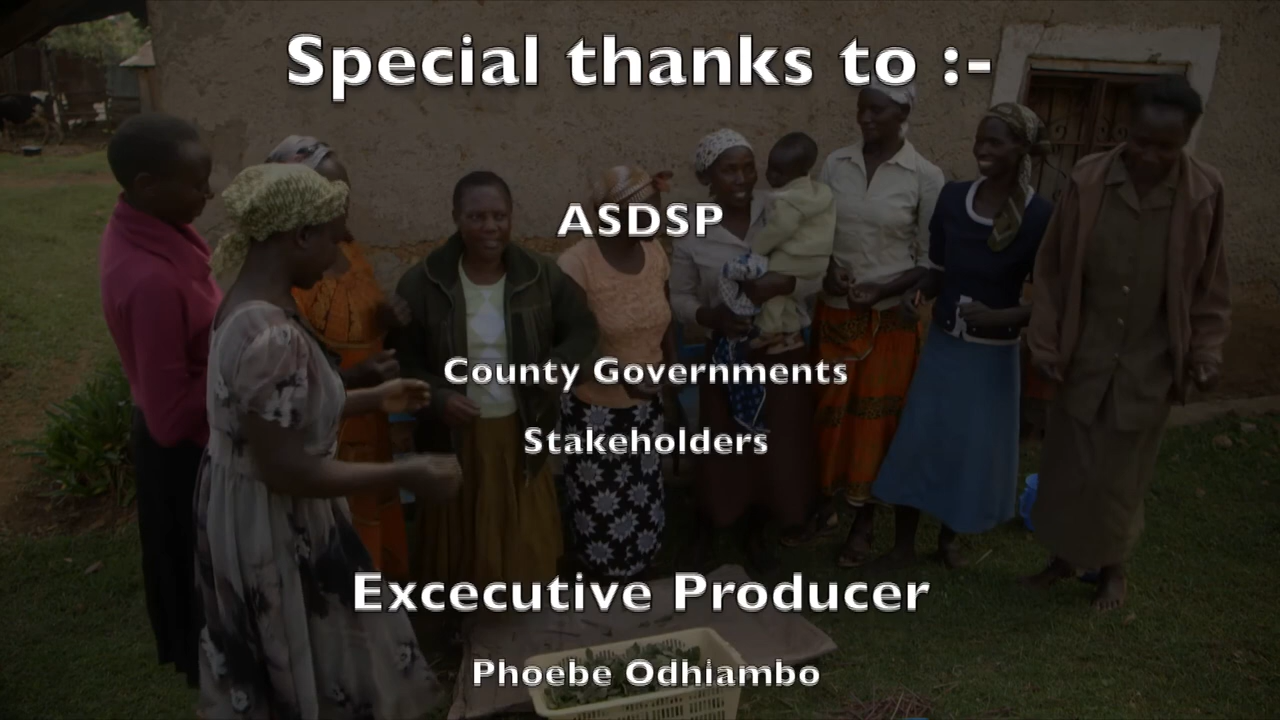 Special thanks to :-
ASDSP
County Governments
Stakeholders
Excecutive Producer
Phoebe Odhiambo